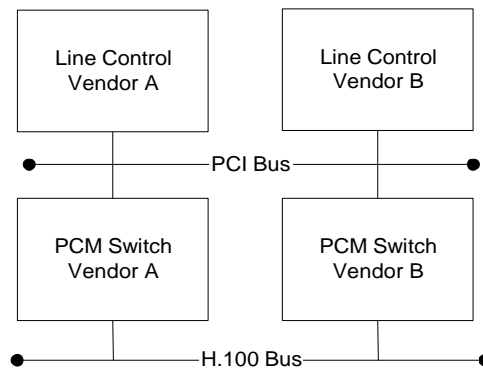 Line Control
Vendor A
Line Control
Vendor B
PCI Bus
PCM Switch
Vendor A
PCM Switch
Vendor B
H.100 Bus